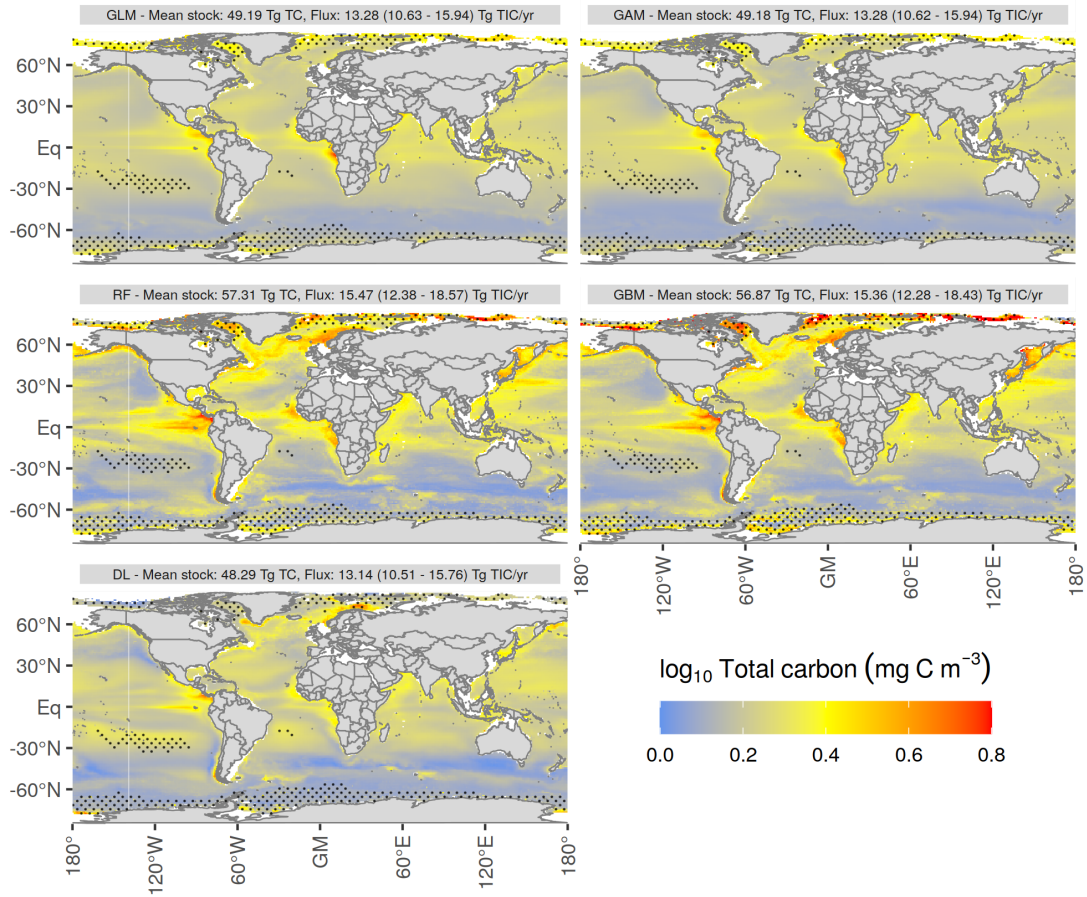 GLM - Mean stock: 49.19 Tg TC, Flux: 13.28 (10.63 - 15.94) Tg TIC/yr
GAM - Mean stock: 49.18 Tg TC, Flux: 13.28 (10.62 - 15.94) Tg TIC/yr
60°N
30°N
Eq
-30°N
-60°N
RF - Mean stock: 57.31 Tg TC, Flux: 15.47 (12.38 - 18.57) Tg TIC/yr
GBM - Mean stock: 56.87 Tg TC, Flux: 15.36 (12.28 - 18.43) Tg TIC/yr
60°N
30°N
Eq
-30°N
-60°N
180°
120°W
60°W
GM
60°E
120°E
180°
DL - Mean stock: 48.29 Tg TC, Flux: 13.14 (10.51 - 15.76) Tg TIC/yr
60°N
30°N
Eq
-30°N
-60°N
180°
120°W
60°W
GM
60°E
120°E
180°
log₁₀ Total carbon (mg C m⁻³)
0.0 0.2 0.4 0.6 0.8